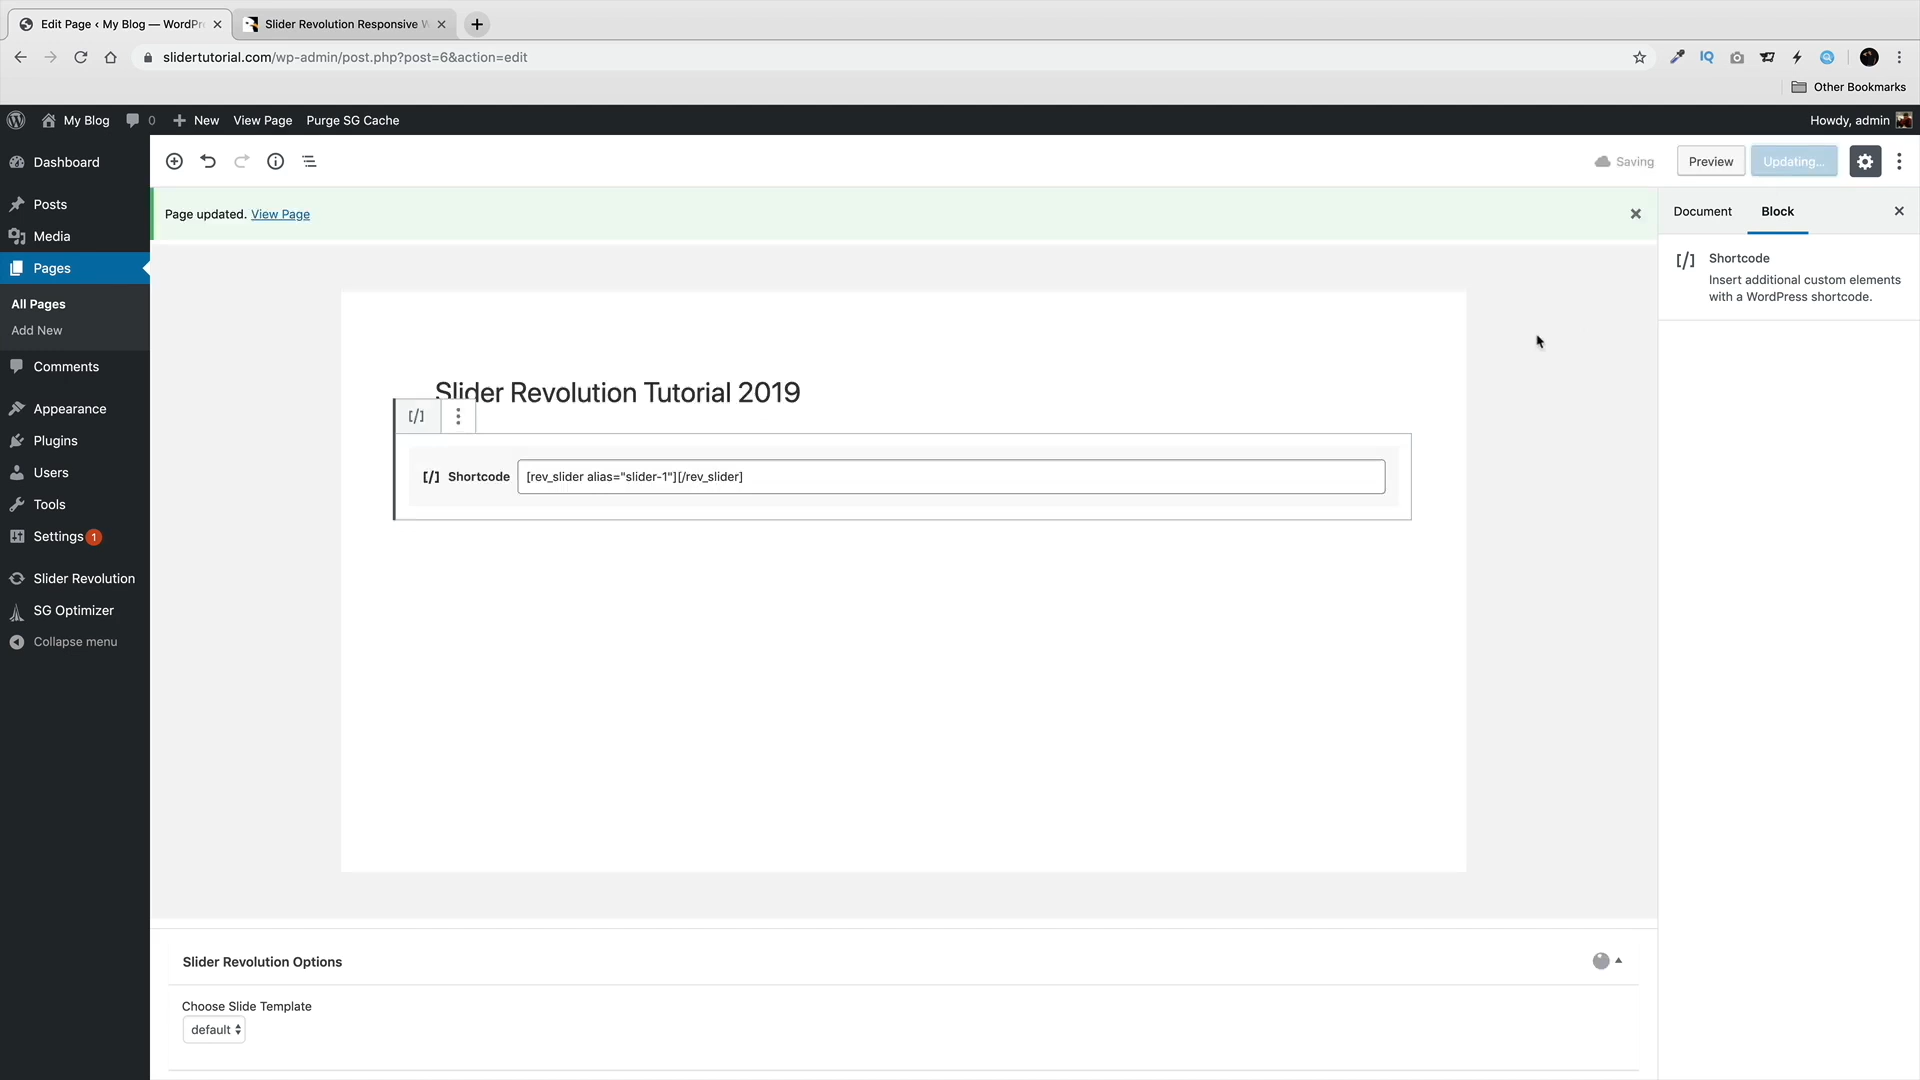 Edit Page ‹ My Blog — WordPr
Slider Revolution Responsive W
slidertutorial.com/wp-admin/post.php?post=6&action=edit
IQ
Other Bookmarks
My Blog
0
New
View Page
Purge SG Cache
Howdy, admin
Dashboard
Posts
Media
Pages
All Pages
Add New
Comments
Appearance
Plugins
Users
Tools
Settings 1
Slider Revolution
SG Optimizer
Collapse menu
Saving
Preview
Updating...
Page updated. View Page
Slider Revolution Tutorial 2019
[/]
[/] Shortcode
[rev_slider alias="slider-1"][/rev_slider]
Document
Block
[/] Shortcode
Insert additional custom elements
with a WordPress shortcode.
Slider Revolution Options
Choose Slide Template
default